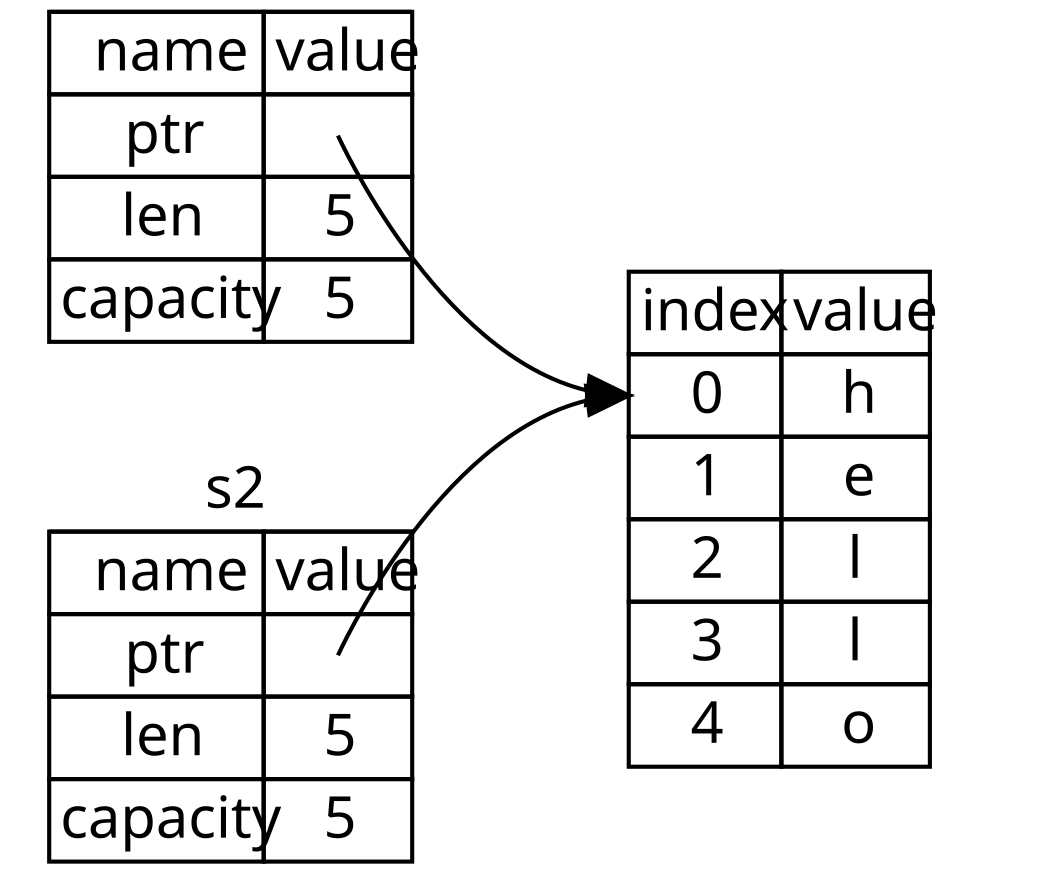 name value
ptr
len 5
capacity 5
s2
name value
ptr
len 5
capacity 5
index value
0 h
1 e
2 l
3 l
4 o